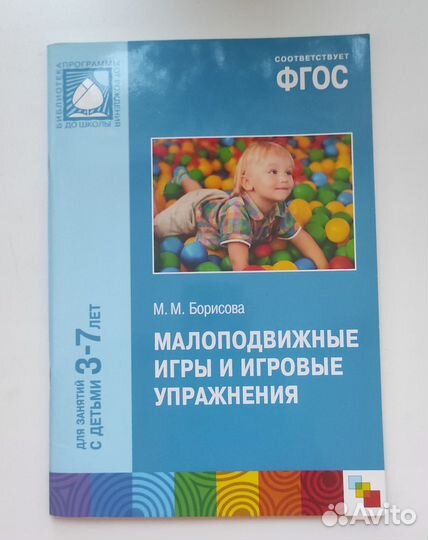 БИБЛИОТЕКА
ПРОГРАММЫ
ОТ РОЖДЕНИЯ
ДО ШКОЛЫ
СООТВЕТСТВУЕТ
ФГОС
М. М. Борисова
МАЛОПОДВИЖНЫЕ
ИГРЫ И ИГРОВЫЕ
УПРАЖНЕНИЯ
ДЛЯ ЗАНЯТИЙ
С ДЕТЬМИ 3-7 ЛЕТ
Avito